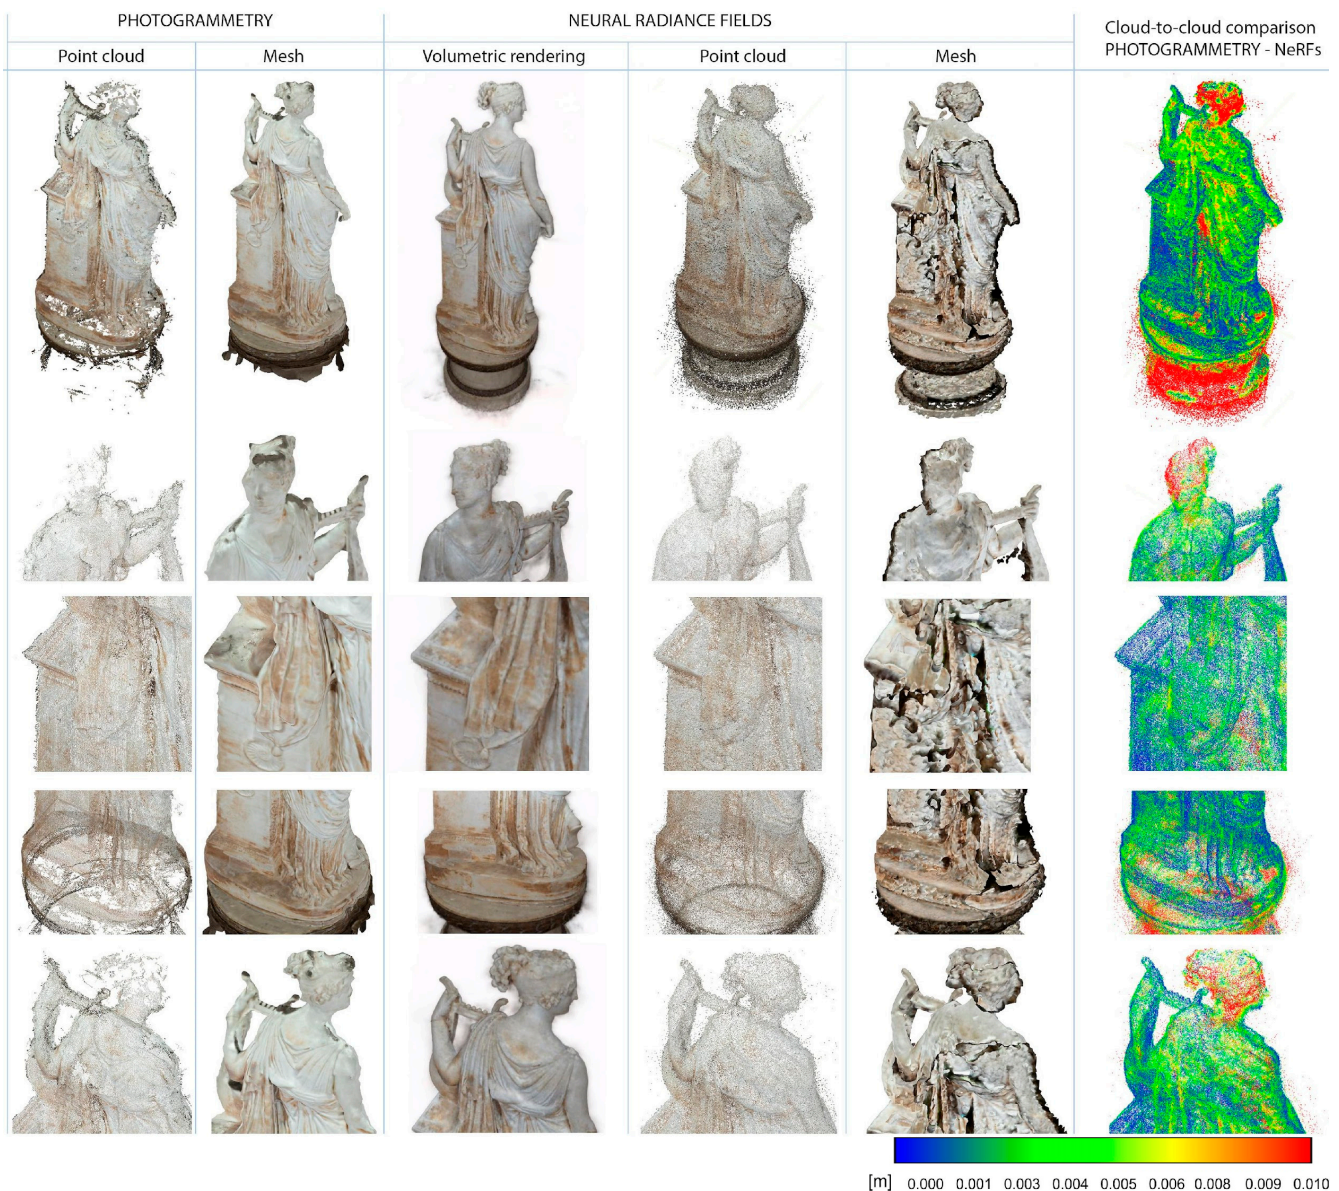 PHOTOGRAMMETRY
NEURAL RADIANCE FIELDS
Cloud-to-cloud comparison
PHOTOGRAMMETRY - NeRFs
Point cloud
Mesh
Volumetric rendering
Point cloud
Mesh
[m] 0.000 0.001 0.003 0.004 0.005 0.006 0.008 0.009 0.010